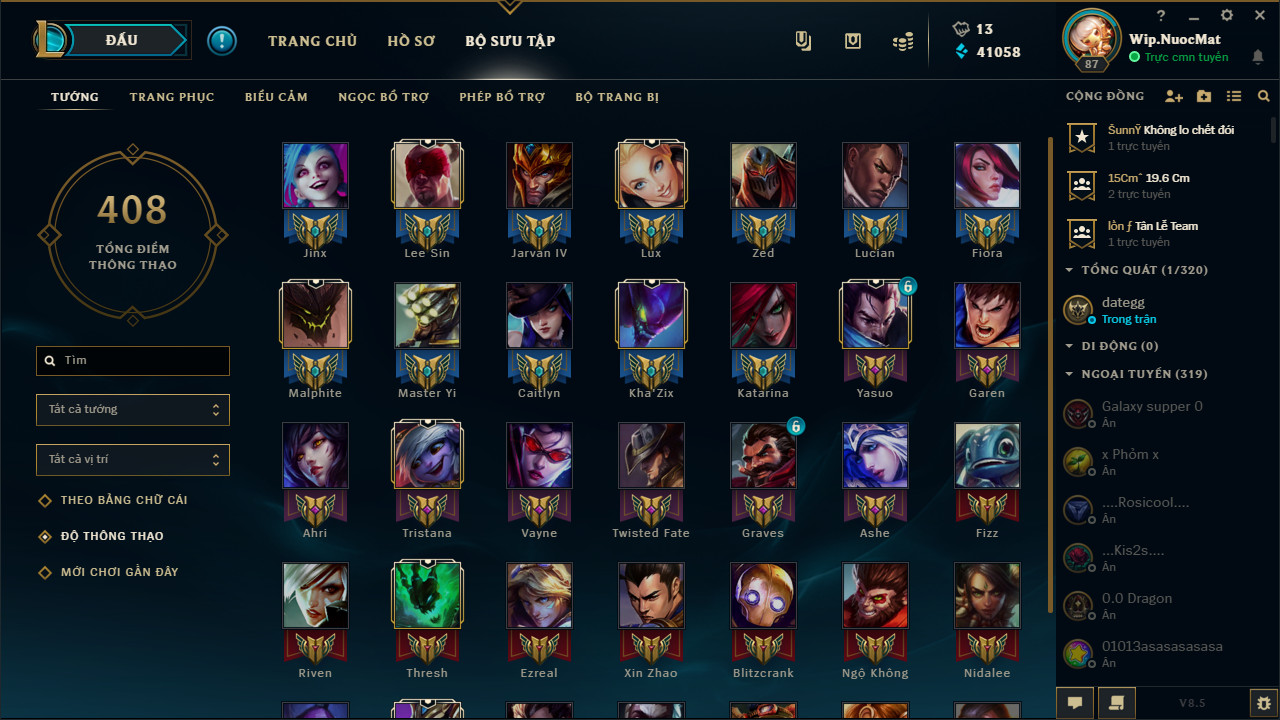 ĐẤU
TRANG CHỦ
HỒ SƠ
BỘ SƯU TẬP
13
41058
87
Wip.NuocMat
Trực cmn tuyến
TƯỚNG
TRANG PHỤC
BIỂU CẢM
NGỌC BỔ TRỢ
PHÉP BỔ TRỢ
BỘ TRANG BỊ
408
TỔNG ĐIỂM
THÔNG THẠO
Tìm
Tất cả tướng
Tất cả vị trí
THEO BẢNG CHỮ CÁI
ĐỘ THÔNG THẠO
MỚI CHƠI GẦN ĐÂY
Jinx
Lee Sin
Jarvan IV
Lux
Zed
Lucian
Fiora
6
Malphite
Master Yi
Caitlyn
Kha'Zix
Katarina
Yasuo
Garen
6
Ahri
Tristana
Vayne
Twisted Fate
Graves
Ashe
Fizz
Riven
Thresh
Ezreal
Xin Zhao
Blitzcrank
Ngộ Không
Nidalee
CỘNG ĐỒNG
ŠunnŸ Không lo chết đói
1 trực tuyến
15Cmˆ 19.6 Cm
2 trực tuyến
lồn ƒ Tân Lễ Team
1 trực tuyến
TỔNG QUÁT (1/320)
dategg
Trong trận
DI ĐỘNG (0)
NGOẠI TUYẾN (319)
Galaxy supper 0
Ẩn
x Phỏm x
Ẩn
....Rosicool....
Ẩn
...Kis2s....
Ẩn
0.0 Dragon
Ẩn
01013asasasasasa
Ẩn
V8.5